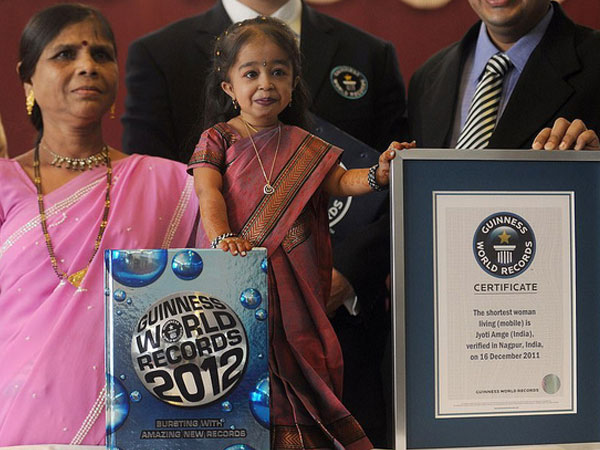 GUINNESS
WORLD
RECORDS
2012
BURSTING WITH
AMAZING NEW RECORDS
RDS
GUINNESS
WORLD
RECORDS
CERTIFICATE
The shortest woman
living (mobile) is
Jyoti Amge (India),
verified in Nagpur, India,
on 16 December 2011
GUINNESS WORLD RECORDS